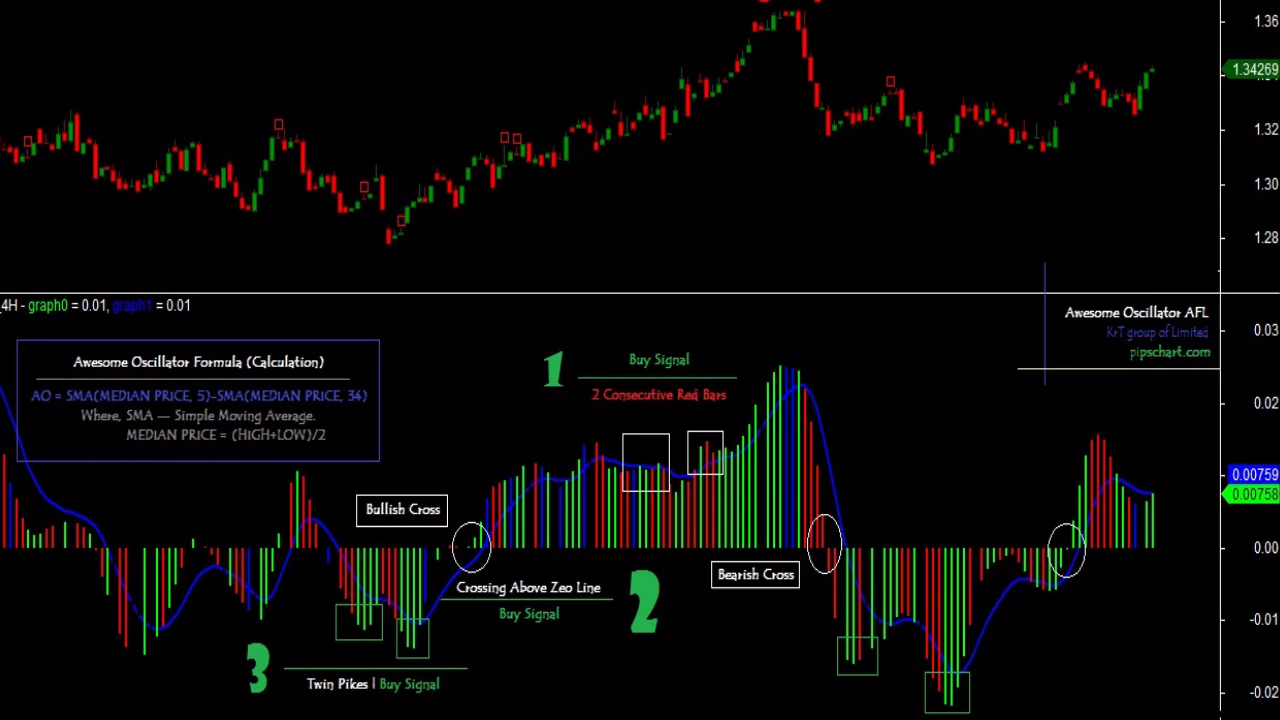 1.36
1.34269
1.32
1.30
1.28
4H - graph0 = 0.01, graph1 = 0.01
Awesome Oscillator AFL
KrT group of Limited
pipschart.com
0.03
Awesome Oscillator Formula (Calculation)
AO = SMA(MEDIAN PRICE, 5)-SMA(MEDIAN PRICE, 34)
Where, SMA — Simple Moving Average.
MEDIAN PRICE = (HIGH+LOW)/2
1
Buy Signal
2 Consecutive Red Bars
0.02
0.00759
0.00758
Bullish Cross
0.00
Bearish Cross
Crossing Above Zeo Line
Buy Signal
2
-0.01
3
Twin Pikes | Buy Signal
-0.02